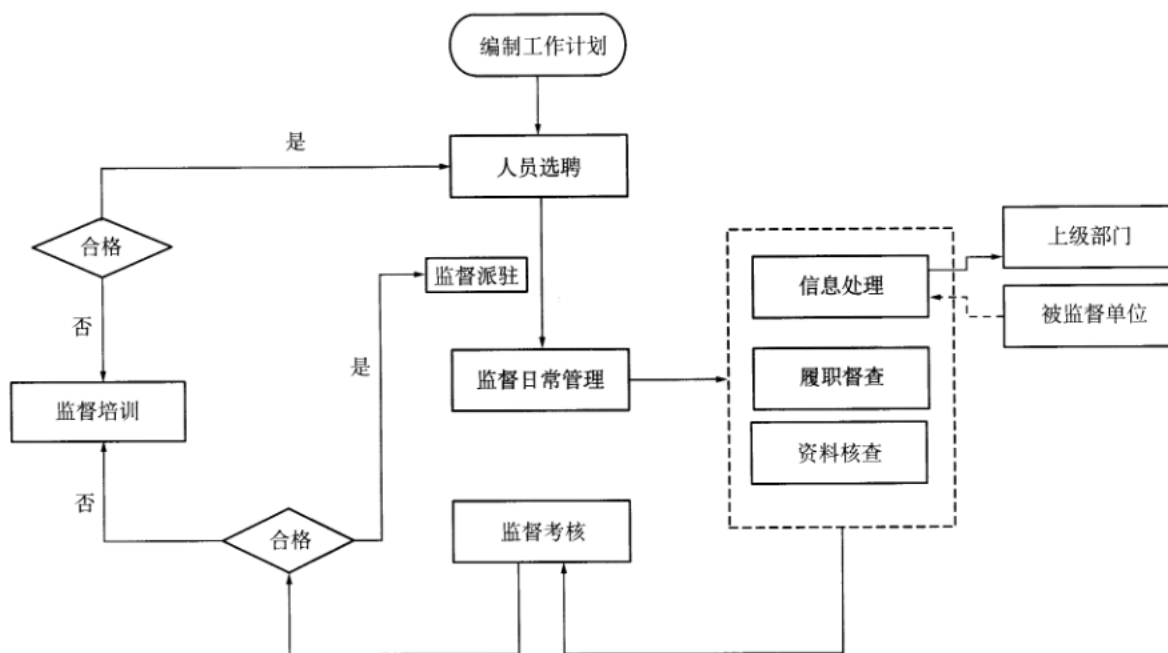 编制工作计划
是
人员选聘
合格
上级部门
监督派驻
信息处理
被监督单位
否
是
监督日常管理
履职督查
监督培训
资料核查
否
合格
监督考核